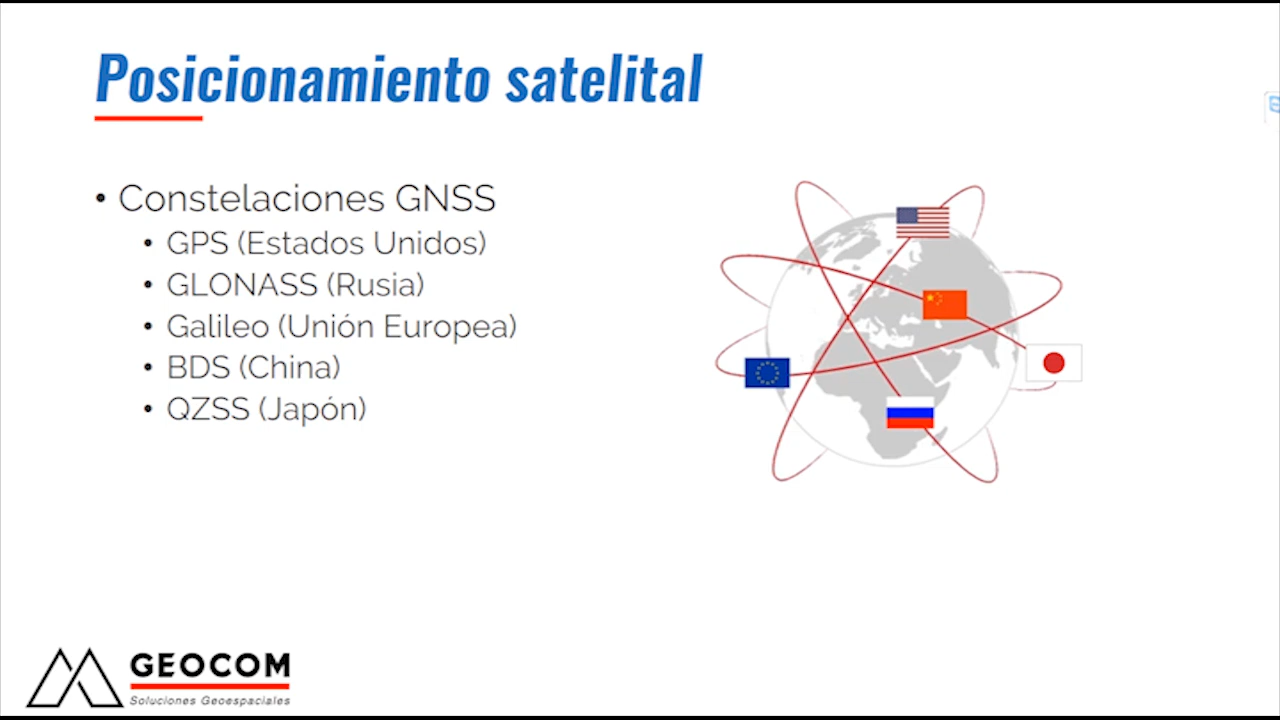 Posicionamiento satelital
• Constelaciones GNSS
• GPS (Estados Unidos)
• GLONASS (Rusia)
• Galileo (Unión Europea)
• BDS (China)
• QZSS (Japón)
GEOCOM
Soluciones Geoespaciales